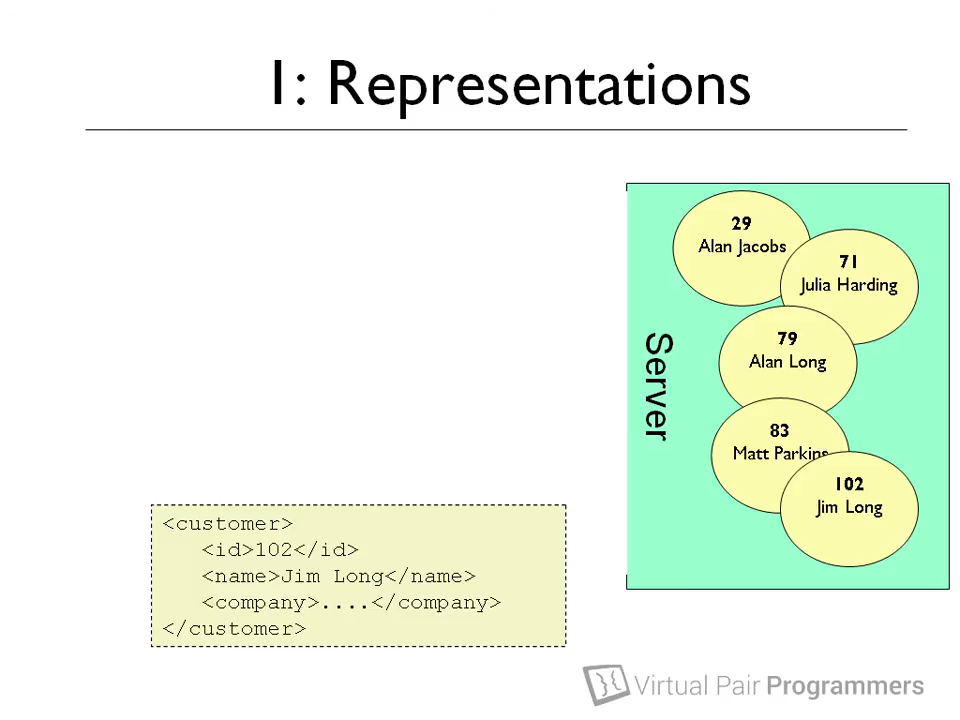 1: Representations
29
Alan Jacobs
71
Julia Harding
79
Alan Long
83
Matt Parkins
102
Jim Long
Server
<customer>
<id>102</id>
<name>Jim Long</name>
<company>....</company>
</customer>
Virtual Pair Programmers